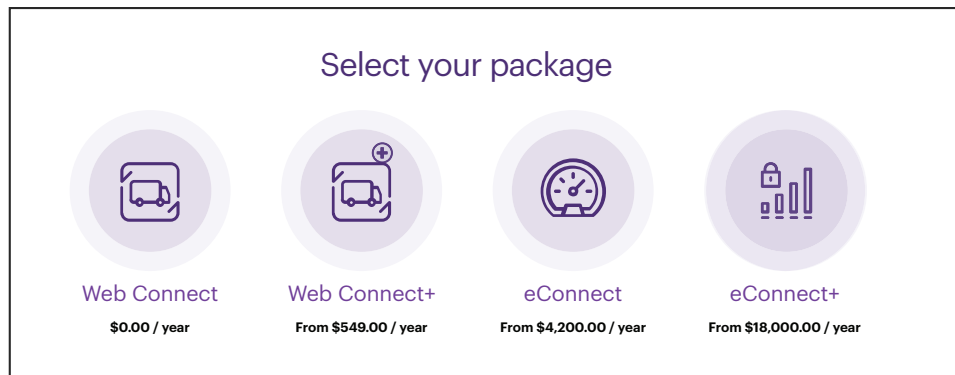 Select your package
Web Connect
$0.00 / year
Web Connect+
From $549.00 / year
eConnect
From $4,200.00 / year
eConnect+
From $18,000.00 / year